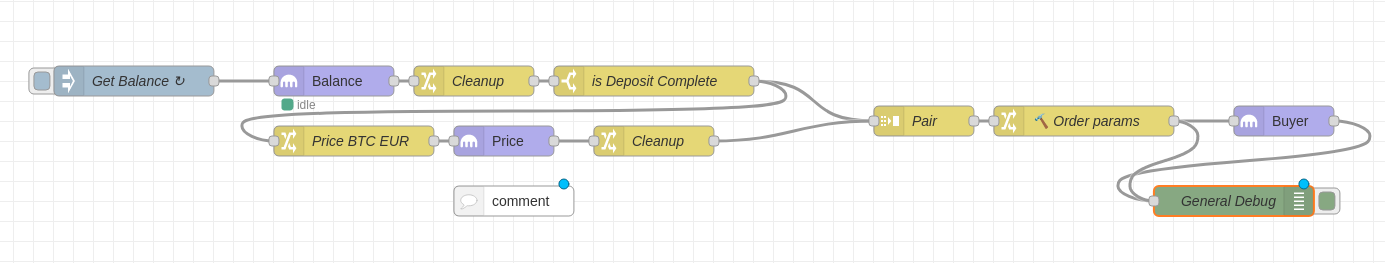 Get Balance ↻
Balance
Cleanup
is Deposit Complete
idle
Pair
🔨 Order params
Buyer
Price BTC EUR
Price
Cleanup
comment
General Debug